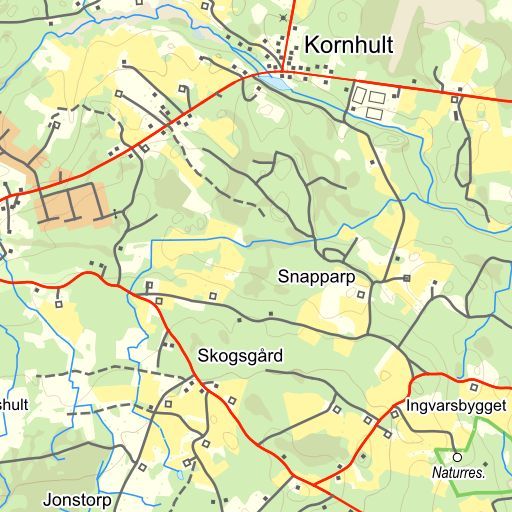 Kornhult
Snapparp
Skogsgård
shult
Ingvarsbygget
Naturres.
Jonstorp